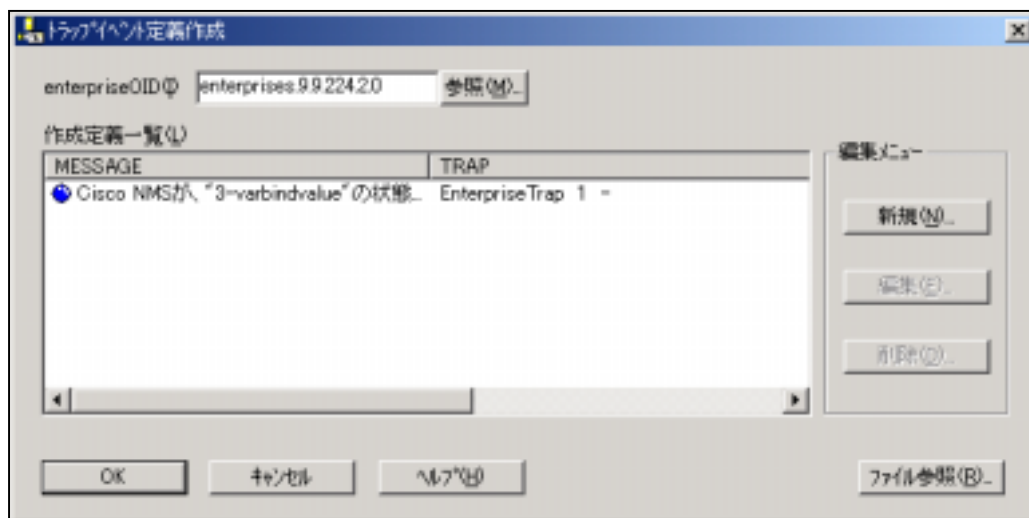 トラップイベント定義作成
enterpriseOID(I) enterprises.9.9.224.2.0 参照(M)...
作成定義一覧(L)
MESSAGE TRAP
Cisco NMSが、"3-varbindvalue"の状態... EnterpriseTrap 1 -
編集メニュー
新規(N)...
編集(E)...
削除(D)...
OK キャンセル ヘルプ(H) ファイル参照(R)...